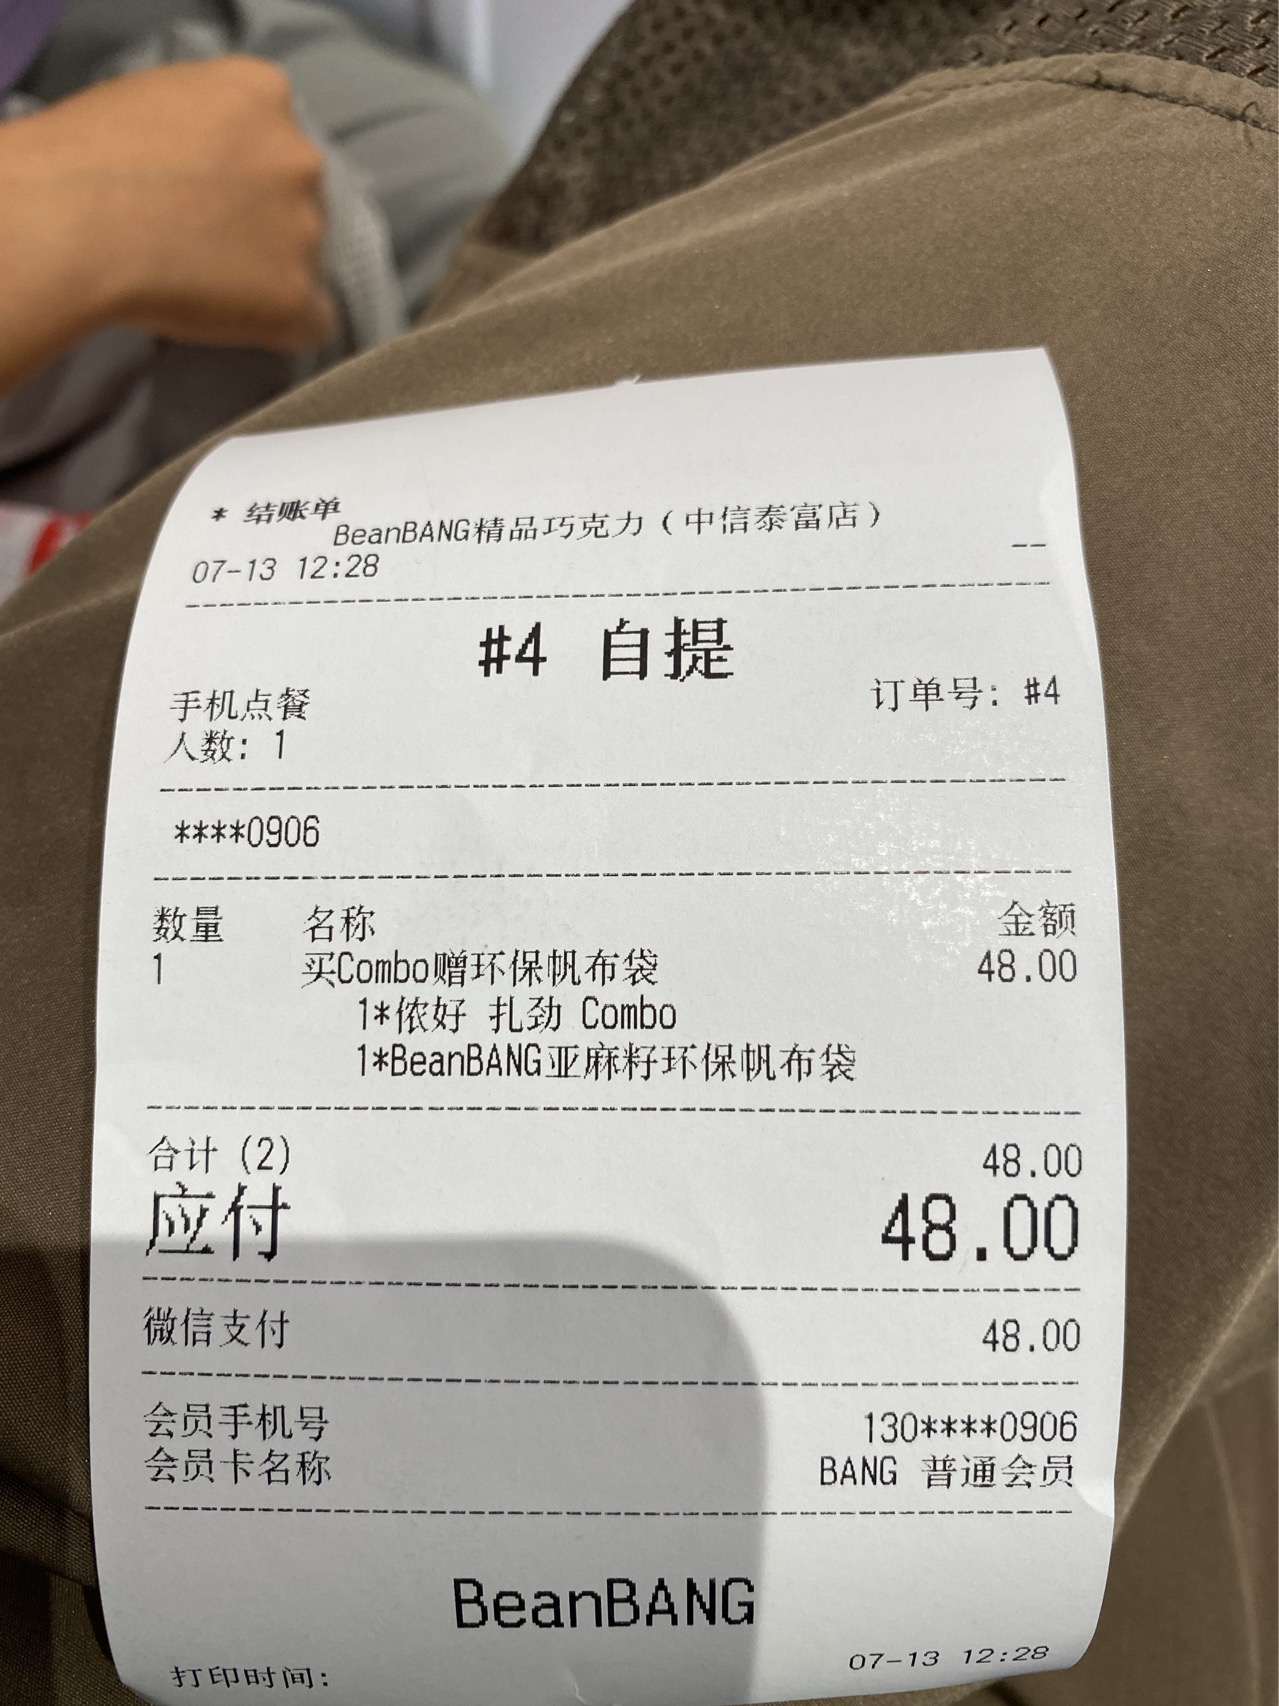 * 结账单
BeanBANG精品巧克力（中信泰富店）
07-13 12:28 --
#4 自提
手机点餐 订单号: #4
人数: 1
****0906
数量 名称 金额
1 买Combo赠环保帆布袋 48.00
1*侬好 扎劲 Combo
1*BeanBANG亚麻籽环保帆布袋
合计 (2) 48.00
应付 48.00
微信支付 48.00
会员手机号 130****0906
会员卡名称 BANG 普通会员
BeanBANG
打印时间: 07-13 12:28